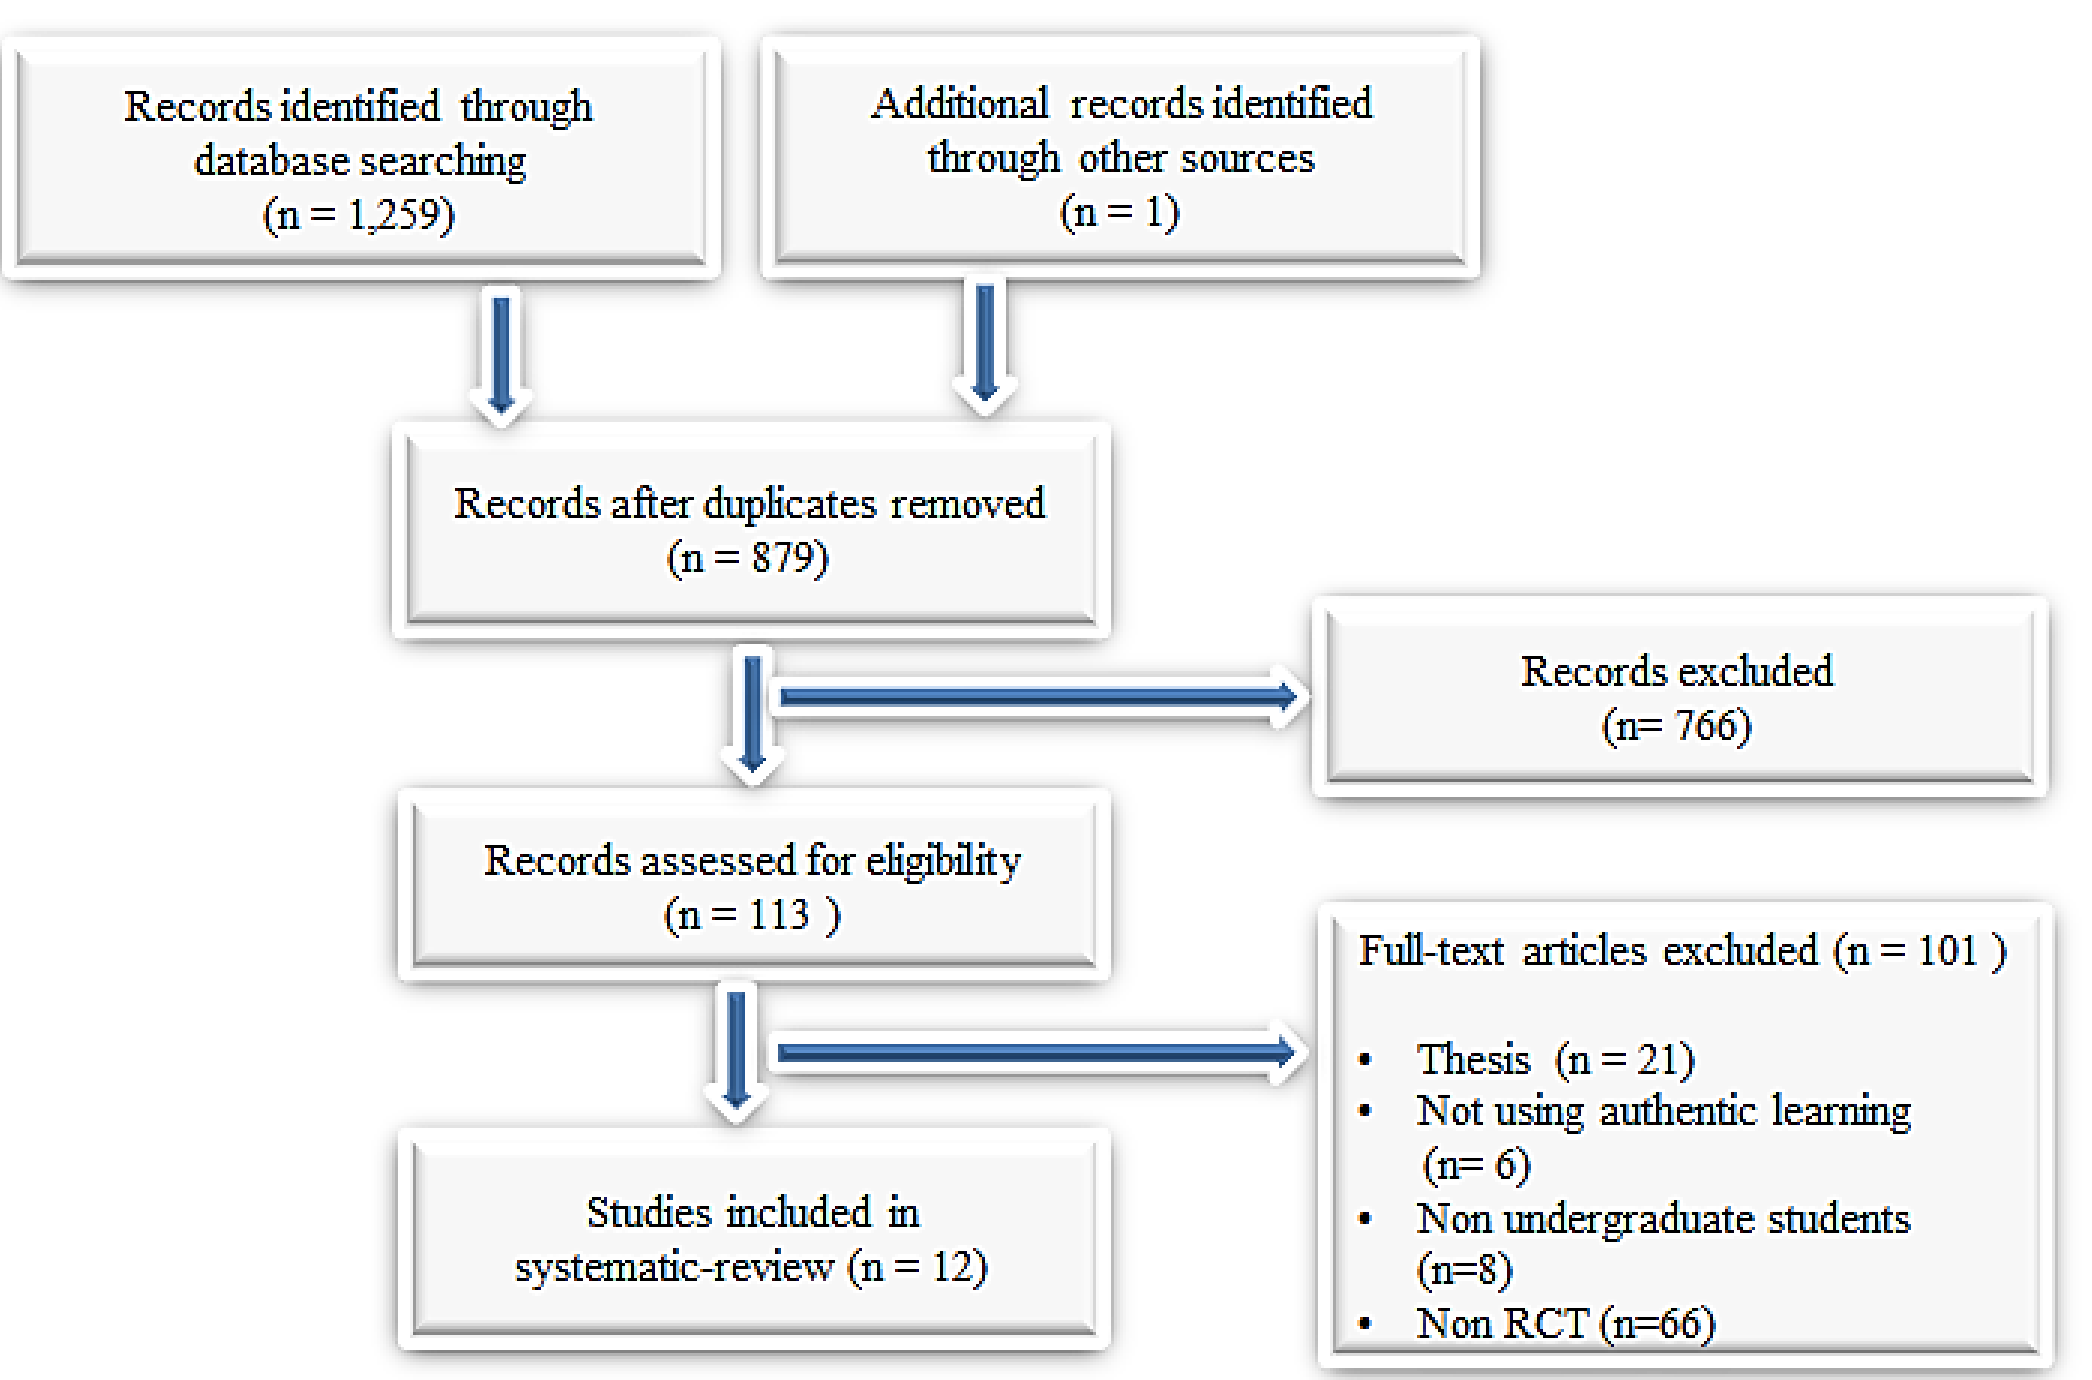 Records identified through
database searching
(n = 1,259)
Additional records identified
through other sources
(n = 1)
Records after duplicates removed
(n = 879)
Records excluded
(n= 766)
Records assessed for eligibility
(n = 113 )
Full-text articles excluded (n = 101 )
• Thesis (n = 21)
• Not using authentic learning
(n= 6)
• Non undergraduate students
(n=8)
• Non RCT (n=66)
Studies included in
systematic-review (n = 12)